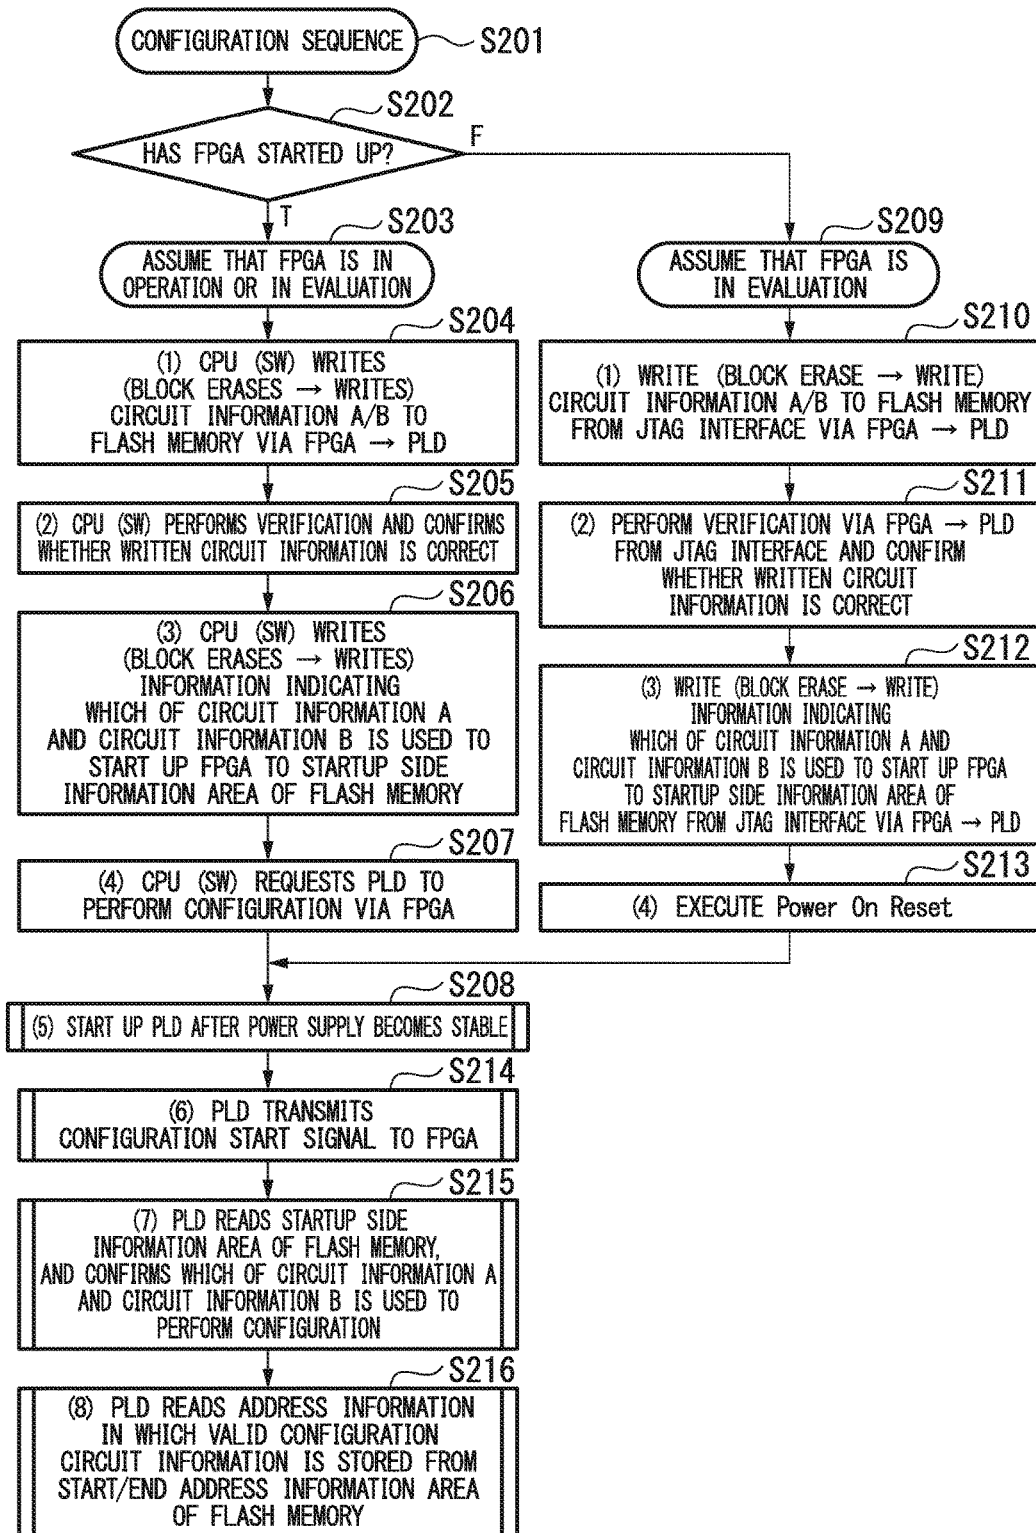 CONFIGURATION SEQUENCE
S201
S202
HAS FPGA STARTED UP?
F
T
S203
ASSUME THAT FPGA IS IN
OPERATION OR IN EVALUATION
S204
(1) CPU (SW) WRITES
(BLOCK ERASES → WRITES)
CIRCUIT INFORMATION A/B TO
FLASH MEMORY VIA FPGA → PLD
S205
(2) CPU (SW) PERFORMS VERIFICATION AND CONFIRMS
WHETHER WRITTEN CIRCUIT INFORMATION IS CORRECT
S206
(3) CPU (SW) WRITES
(BLOCK ERASES → WRITES)
INFORMATION INDICATING
WHICH OF CIRCUIT INFORMATION A
AND CIRCUIT INFORMATION B IS USED TO
START UP FPGA TO STARTUP SIDE
INFORMATION AREA OF FLASH MEMORY
S207
(4) CPU (SW) REQUESTS PLD TO
PERFORM CONFIGURATION VIA FPGA
S209
ASSUME THAT FPGA IS
IN EVALUATION
S210
(1) WRITE (BLOCK ERASE → WRITE)
CIRCUIT INFORMATION A/B TO FLASH MEMORY
FROM JTAG INTERFACE VIA FPGA → PLD
S211
(2) PERFORM VERIFICATION VIA FPGA → PLD
FROM JTAG INTERFACE AND CONFIRM
WHETHER WRITTEN CIRCUIT
INFORMATION IS CORRECT
S212
(3) WRITE (BLOCK ERASE → WRITE)
INFORMATION INDICATING
WHICH OF CIRCUIT INFORMATION A AND
CIRCUIT INFORMATION B IS USED TO START UP FPGA
TO STARTUP SIDE INFORMATION AREA OF
FLASH MEMORY FROM JTAG INTERFACE VIA FPGA → PLD
S213
(4) EXECUTE Power On Reset
S208
(5) START UP PLD AFTER POWER SUPPLY BECOMES STABLE
S214
(6) PLD TRANSMITS
CONFIGURATION START SIGNAL TO FPGA
S215
(7) PLD READS STARTUP SIDE
INFORMATION AREA OF FLASH MEMORY,
AND CONFIRMS WHICH OF CIRCUIT INFORMATION A
AND CIRCUIT INFORMATION B IS USED TO
PERFORM CONFIGURATION
S216
(8) PLD READS ADDRESS INFORMATION
IN WHICH VALID CONFIGURATION
CIRCUIT INFORMATION IS STORED FROM
START/END ADDRESS INFORMATION AREA
OF FLASH MEMORY